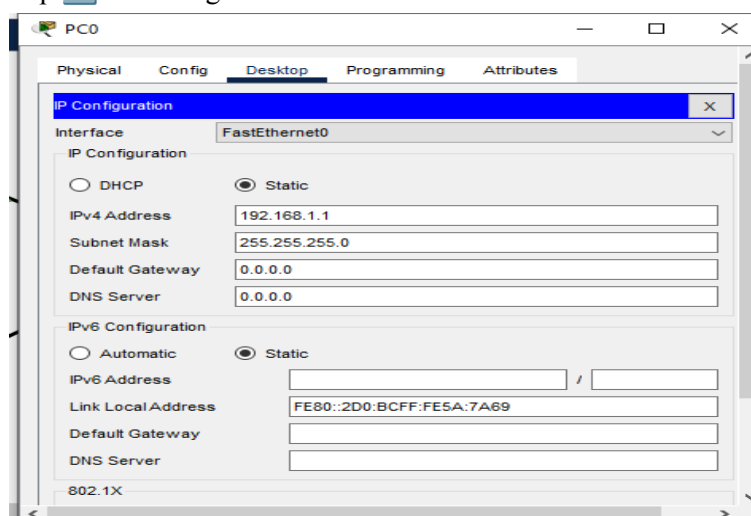 PC0
Physical Config Desktop Programming Attributes
IP Configuration X
Interface FastEthernet0
IP Configuration
DHCP Static
IPv4 Address 192.168.1.1
Subnet Mask 255.255.255.0
Default Gateway 0.0.0.0
DNS Server 0.0.0.0
IPv6 Configuration
Automatic Static
IPv6 Address /
Link Local Address FE80::2D0:BCFF:FE5A:7A69
Default Gateway
DNS Server
802.1X